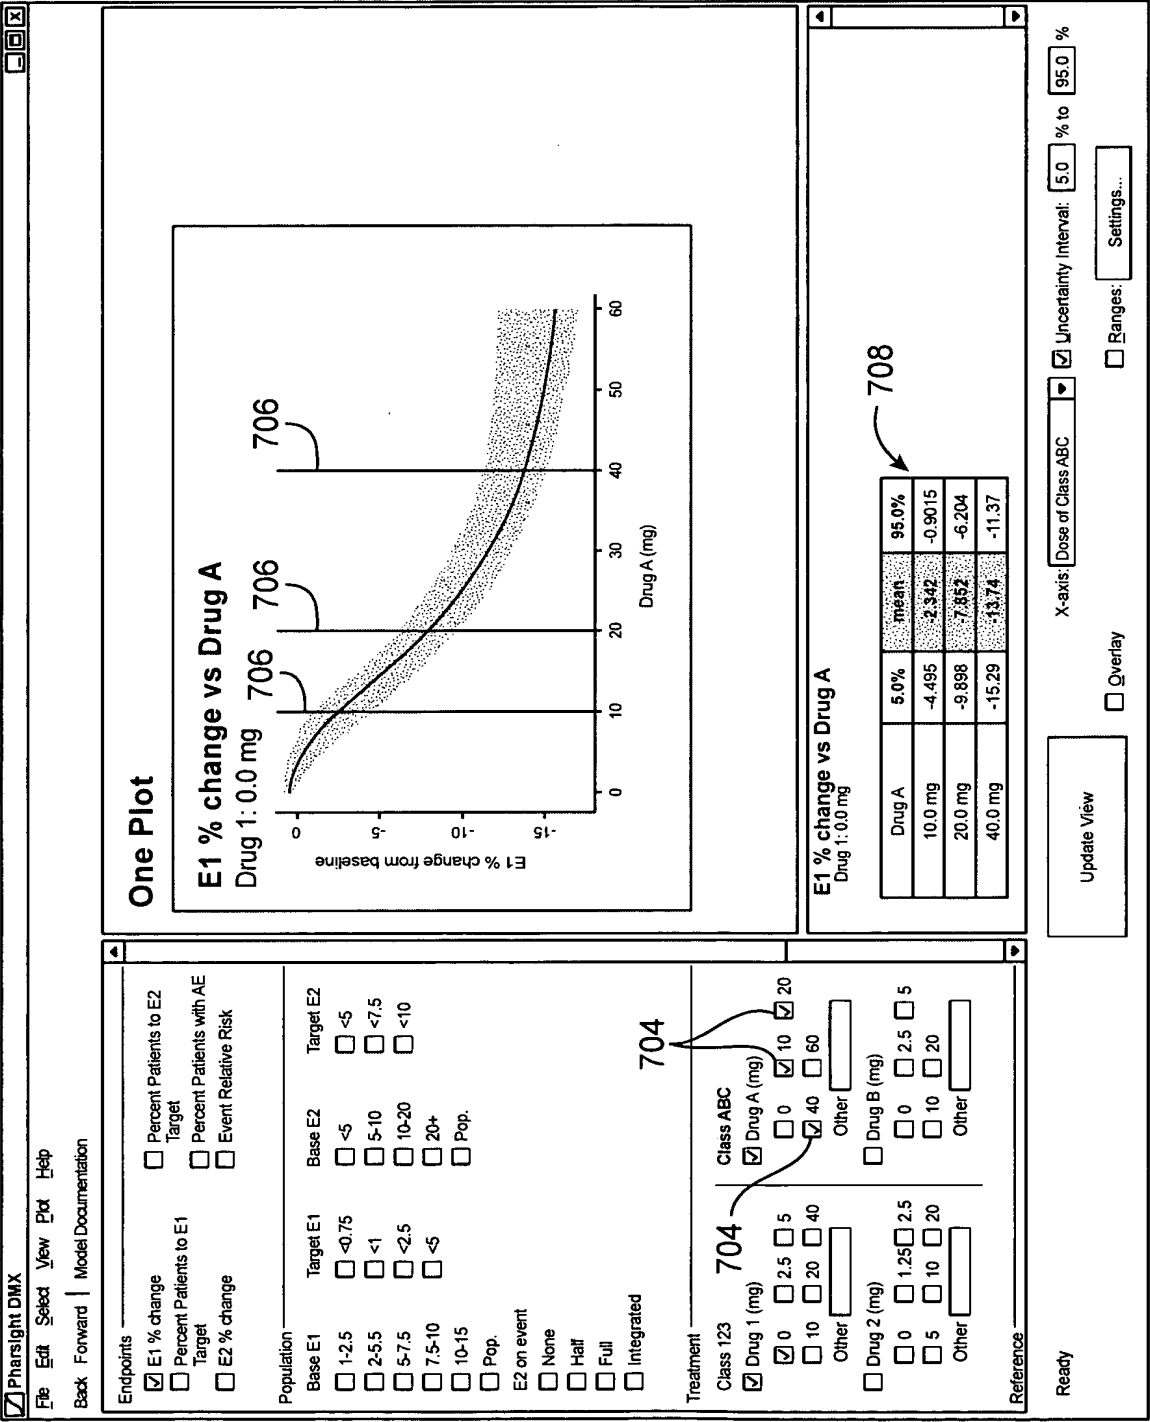 Pharsight DMX
File Edit Select View Plot Help
Back Forward | Model Documentation
Endpoints
E1 % change
Percent Patients to E1
Target
E2 % change
Percent Patients to E2
Target
Percent Patients with AE
Event Relative Risk
Population
Base E1
1-2.5
2-5.5
5-7.5
7.5-10
10-15
Pop.
Target E1
<0.75
<1
<2.5
<5
Base E2
<5
5-10
10-20
20+
Pop.
Target E2
<5
<7.5
<10
E2 on event
None
Half
Full
Integrated
704
704
Treatment
Class 123
Drug 1 (mg)
0 2.5 5
10 20 40
Other
Drug 2 (mg)
0 1.25 2.5
5 10 20
Other
Class ABC
Drug A (mg)
0 10 20
40 60
Other
Drug B (mg)
0 2.5 5
10 20
Other
Reference
One Plot
E1 % change vs Drug A
Drug 1: 0.0 mg
706
706
706
E1 % change from baseline
0
-5
-10
-15
0 10 20 30 40 50 60
Drug A (mg)
E1 % change vs Drug A
Drug 1: 0.0 mg
708
Drug A 5.0% mean 95.0%
10.0 mg -4.495 -2.342 -0.9015
20.0 mg -9.898 -7.852 -6.204
40.0 mg -15.29 -13.74 -11.37
Ready
Update View
X-axis: Dose of Class ABC
Uncertainty Interval: 5.0 % to 95.0 %
Overlay
Ranges: Settings...